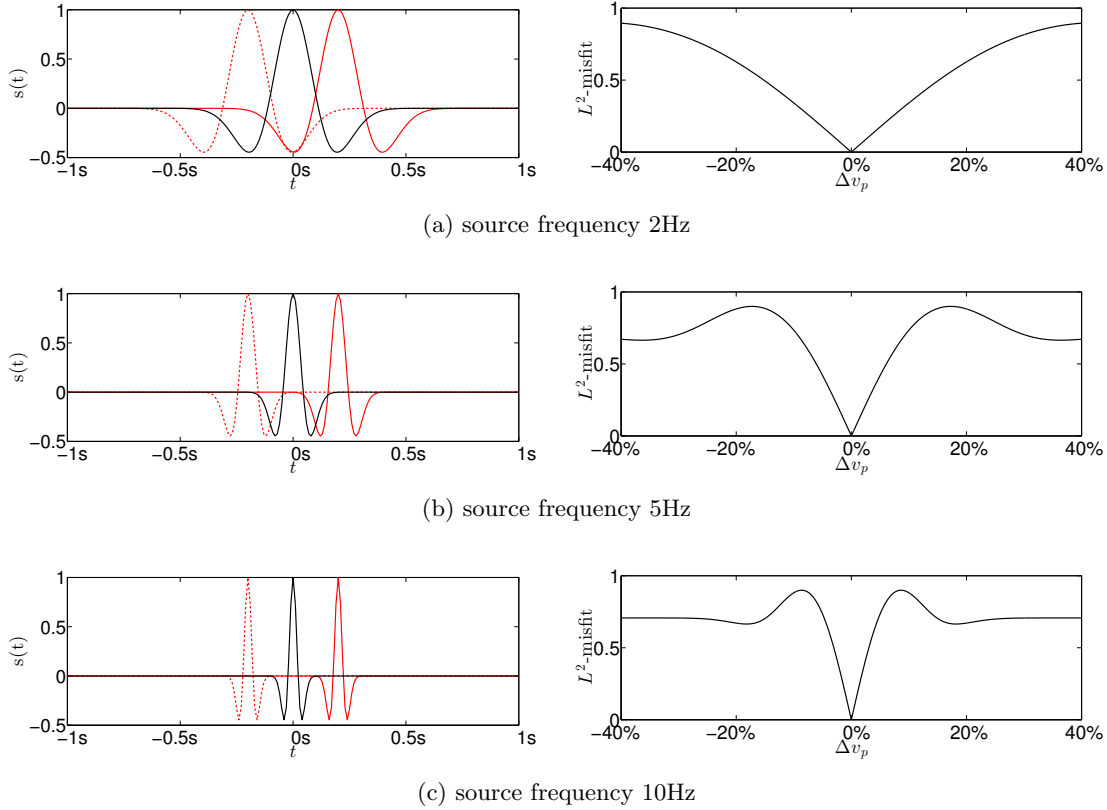 1
0.5
0
−0.5
s(t)
−1s
−0.5s
0s
0.5s
1s
t
1
0.5
0
L²-misfit
−40%
−20%
0%
20%
40%
Δv_p
(a) source frequency 2Hz
1
0.5
0
−0.5
s(t)
−1s
−0.5s
0s
0.5s
1s
t
1
0.5
0
L²-misfit
−40%
−20%
0%
20%
40%
Δv_p
(b) source frequency 5Hz
1
0.5
0
−0.5
s(t)
−1s
−0.5s
0s
0.5s
1s
t
1
0.5
0
L²-misfit
−40%
−20%
0%
20%
40%
Δv_p
(c) source frequency 10Hz